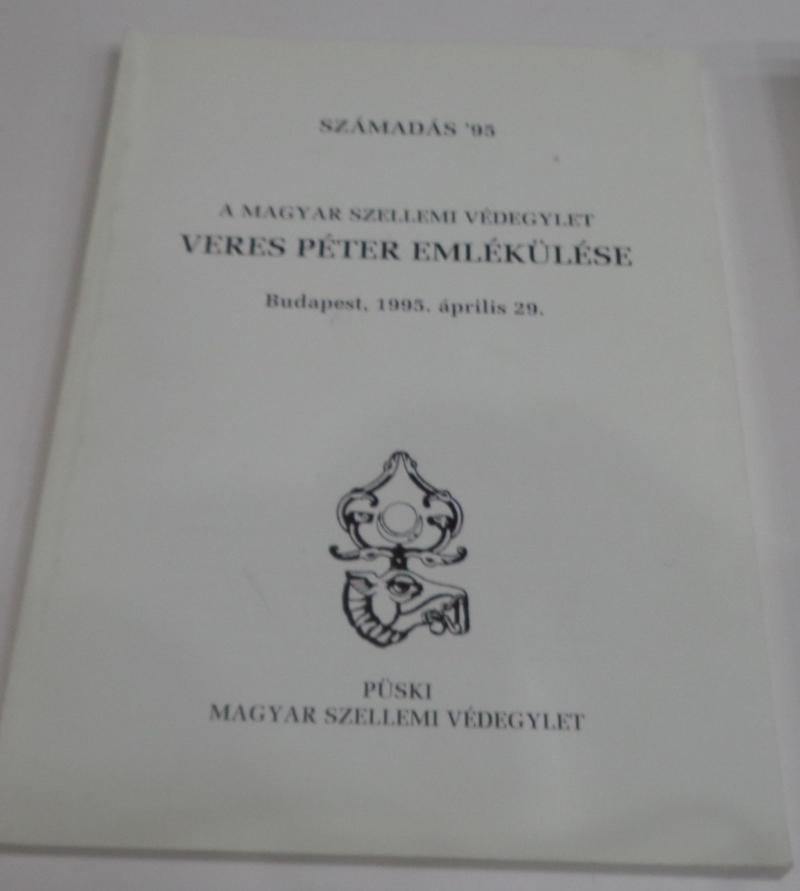 SZÁMADÁS '95
A MAGYAR SZELLEMI VÉDEGYLET
VERES PÉTER EMLÉKÜLÉSE
Budapest, 1995. április 29.
PÜSKI
MAGYAR SZELLEMI VÉDEGYLET